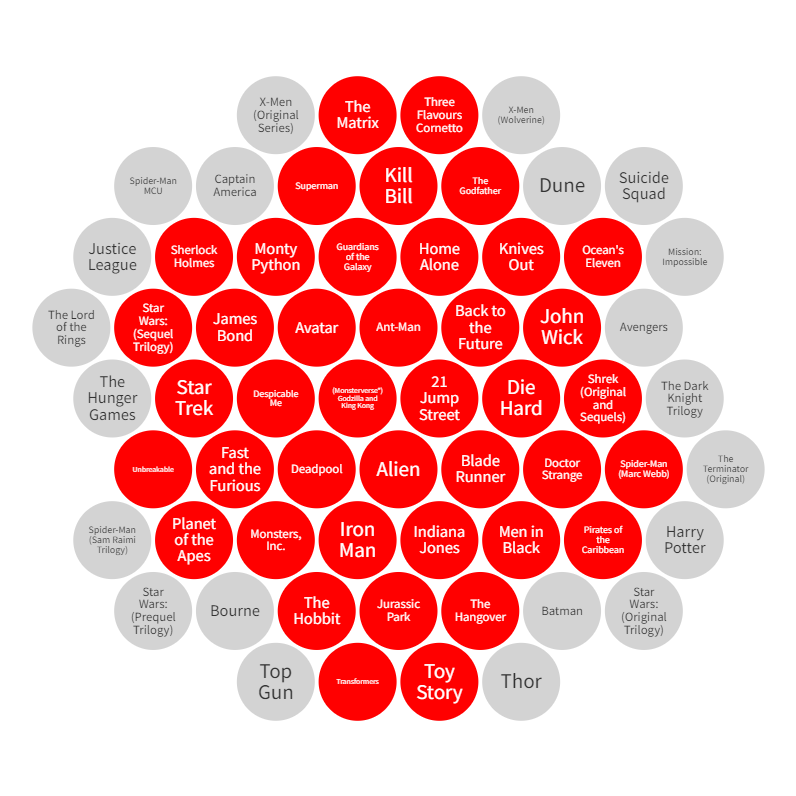 X-Men
(Original
Series)
The
Matrix
Three
Flavours
Cornetto
X-Men
(Wolverine)
Spider-Man
MCU
Captain
America
Superman
Kill
Bill
The
Godfather
Dune
Suicide
Squad
Justice
League
Sherlock
Holmes
Monty
Python
Guardians
of the
Galaxy
Home
Alone
Knives
Out
Ocean's
Eleven
Mission:
Impossible
The Lord
of the
Rings
Star
Wars:
(Sequel
Trilogy)
James
Bond
Avatar
Ant-Man
Back to
the
Future
John
Wick
Avengers
The
Hunger
Games
Star
Trek
Despicable
Me
(Monsterverse")
Godzilla and
King Kong
21
Jump
Street
Die
Hard
Shrek
(Original
and
Sequels)
The Dark
Knight
Trilogy
Unbreakable
Fast
and the
Furious
Deadpool
Alien
Blade
Runner
Doctor
Strange
Spider-Man
(Marc Webb)
The
Terminator
(Original)
Spider-Man
(Sam Raimi
Trilogy)
Planet
of the
Apes
Monsters,
Inc.
Iron
Man
Indiana
Jones
Men in
Black
Pirates of
the
Caribbean
Harry
Potter
Star
Wars:
(Prequel
Trilogy)
Bourne
The
Hobbit
Jurassic
Park
The
Hangover
Batman
Star
Wars:
(Original
Trilogy)
Top
Gun
Transformers
Toy
Story
Thor